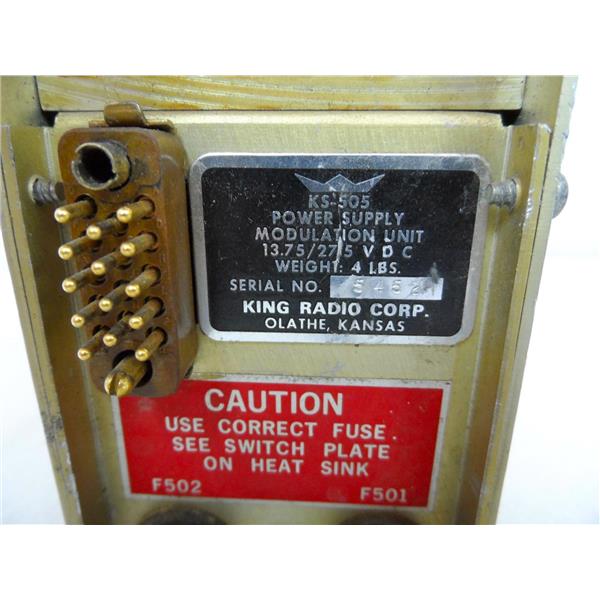 KS-505
POWER SUPPLY
MODULATION UNIT
13.75/27.5 V D C
WEIGHT: 4 LBS.
SERIAL NO. 5452
KING RADIO CORP.
OLATHE, KANSAS
CAUTION
USE CORRECT FUSE.
SEE SWITCH PLATE
ON HEAT SINK
F502 F501